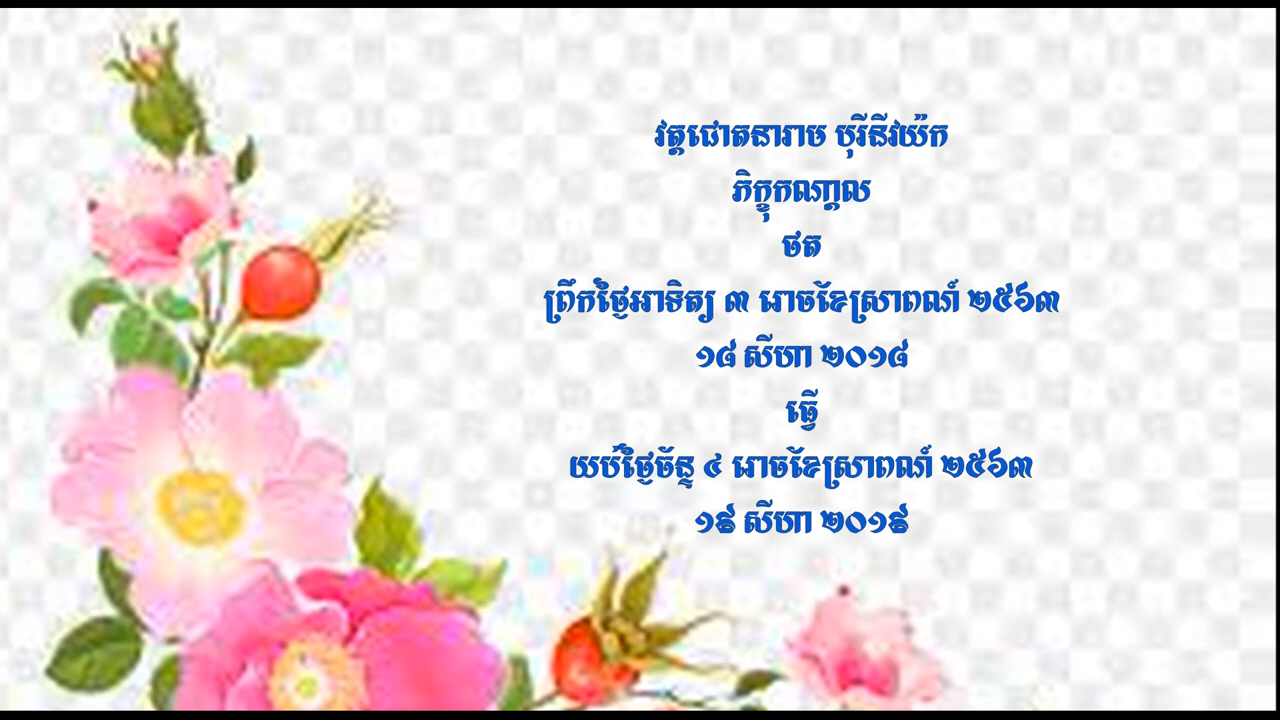 វត្តជោតនារាម បុរីនីវយ៉ក
ភិក្ខុកណ្តាល
ថត
ព្រឹកថ្ងៃអាទិត្យ ៣ រោចខែស្រាពណ៍ ២៥៦៣
១៨ សីហា ២០១៨
ធ្វើ
យប់ថ្ងៃច័ន្ទ ៤ រោចខែស្រាពណ៍ ២៥៦៣
១៩ សីហា ២០១៩